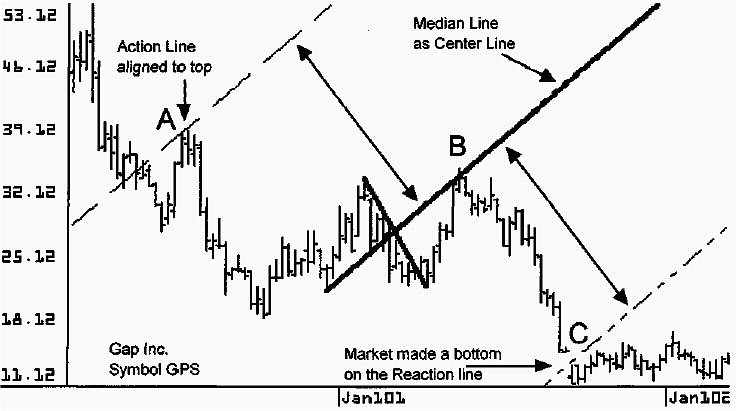 53.12
46.12
39.12
32.12
25.12
18.12
11.12
Action Line
aligned to top
A
Median Line
as Center Line
B
C
Gap Inc.
Symbol GPS
Market made a bottom
on the Reaction line
Jan101
Jan102